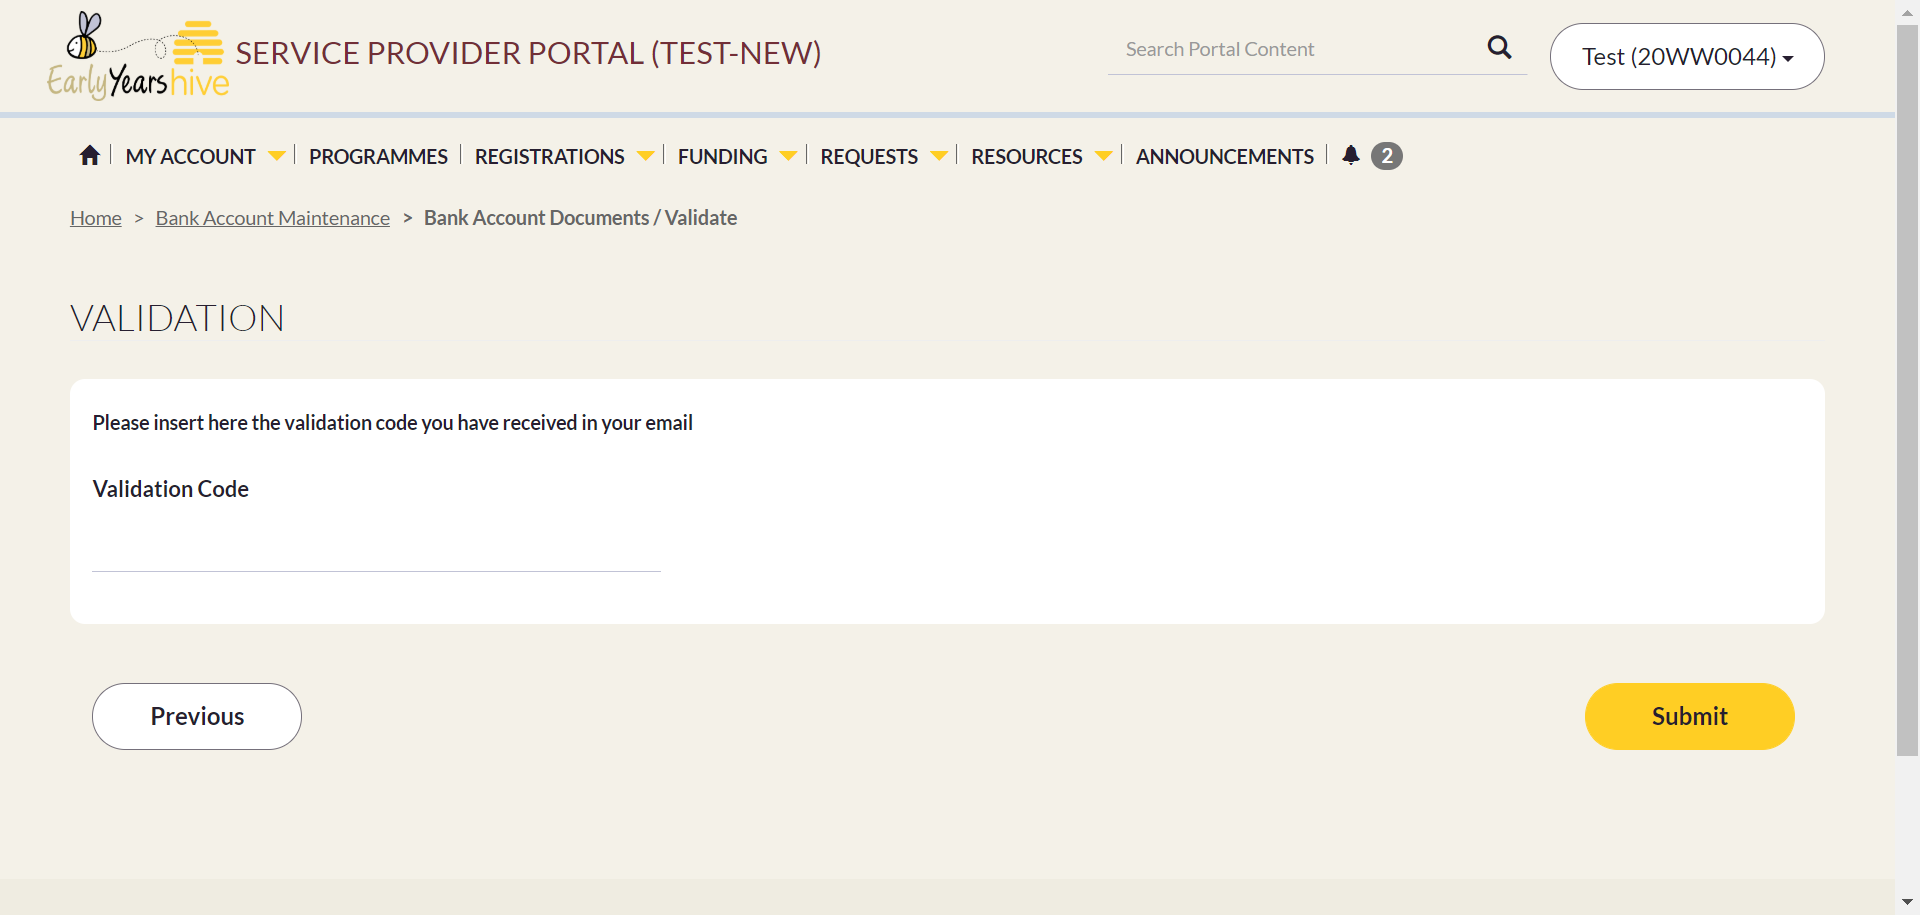 Early Years hive
SERVICE PROVIDER PORTAL (TEST-NEW)
Search Portal Content
Test (20WW0044)
MY ACCOUNT PROGRAMMES REGISTRATIONS FUNDING REQUESTS RESOURCES ANNOUNCEMENTS 2
Home > Bank Account Maintenance > Bank Account Documents / Validate
VALIDATION
Please insert here the validation code you have received in your email
Validation Code
Previous
Submit